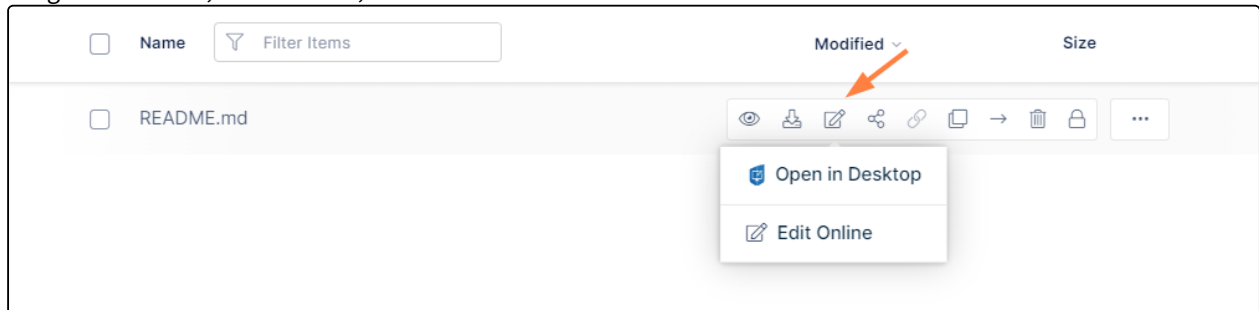 Name
Filter Items
Modified
Size
README.md
Open in Desktop
Edit Online